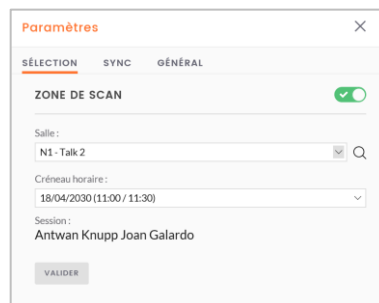 Paramètres
SÉLECTION SYNC GÉNÉRAL
ZONE DE SCAN
Salle :
N1 - Talk 2
Créneau horaire :
18/04/2030 (11:00 / 11:30)
Session :
Antwan Knupp Joan Galardo
VALIDER